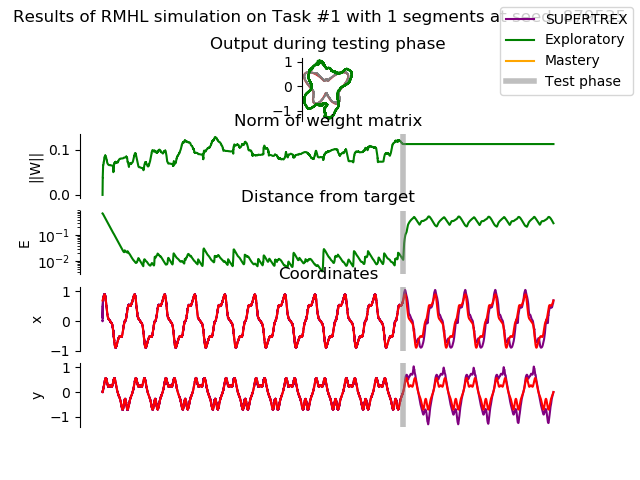 Results of RMHL simulation on Task #1 with 1 segments at seed
SUPERTREX
Exploratory
Mastery
Test phase
Output during testing phase
1
0
−1
Norm of weight matrix
||W||
0.1
0.0
Distance from target
E
10⁻¹
10⁻²
Coordinates
x
1
0
−1
y
1
0
−1